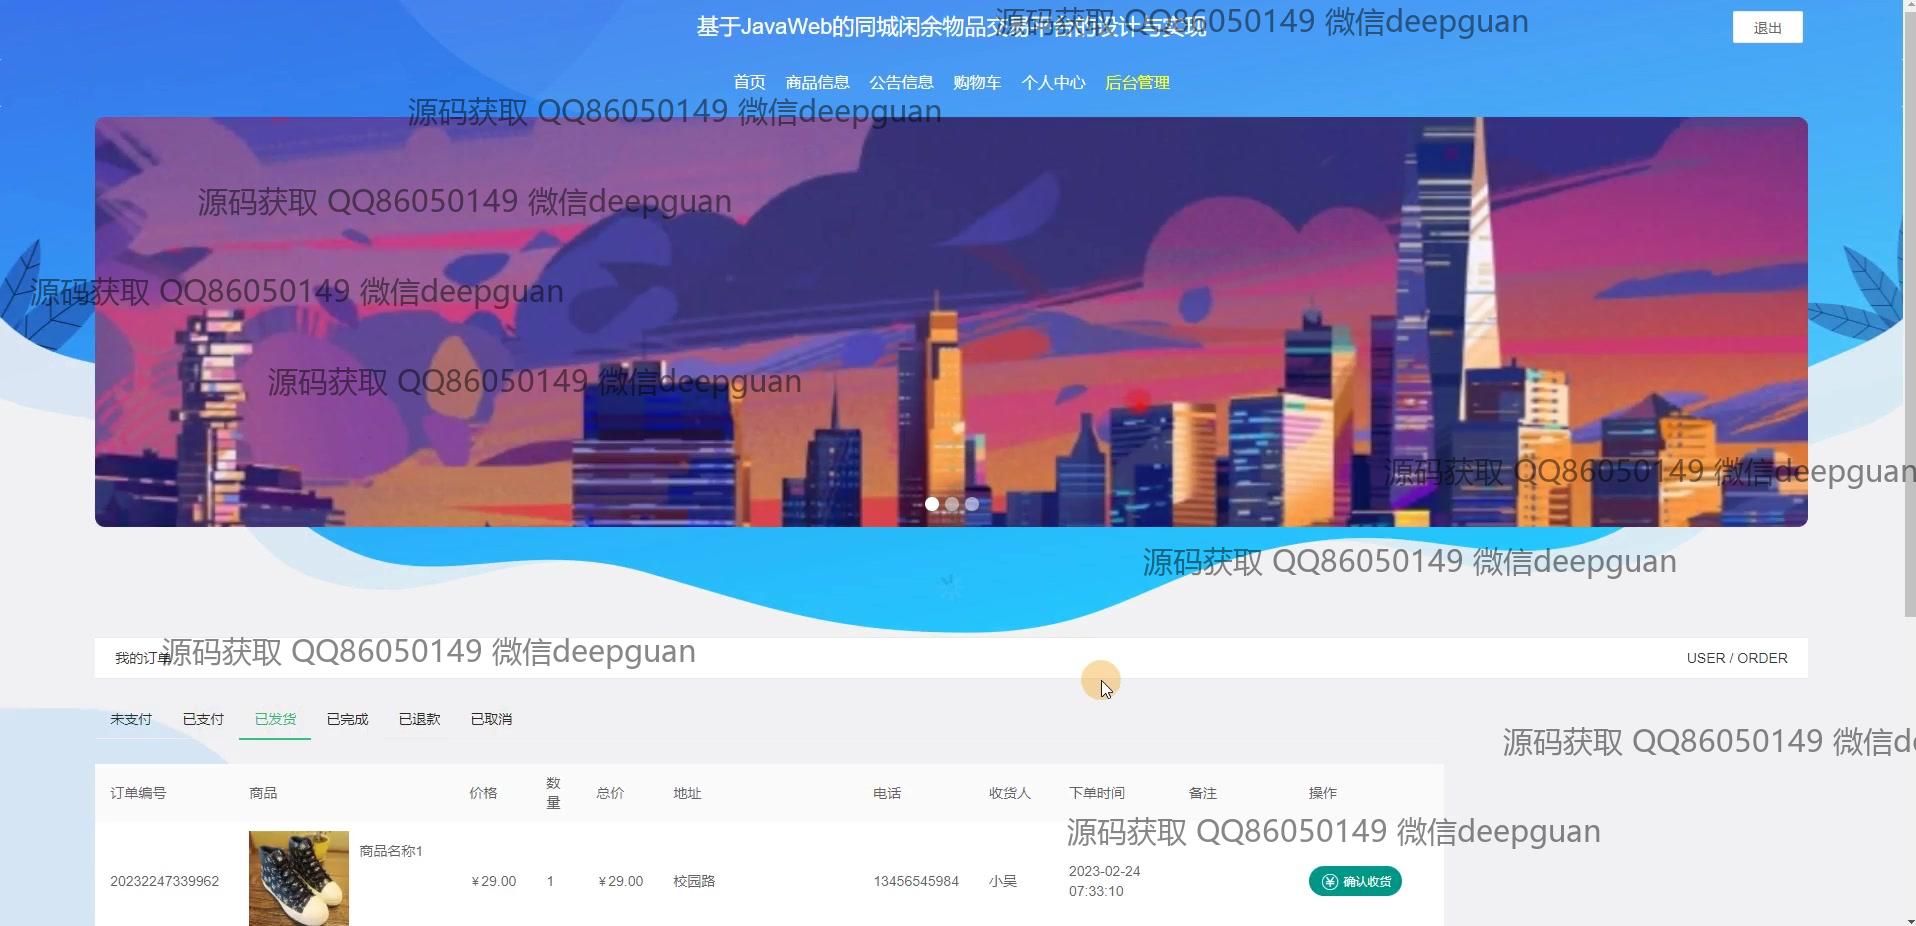 基于JavaWeb的同城闲余物品交易平台的设计与实现
源码获取 QQ86050149 微信deepguan
退出
首页 商品信息 公告信息 购物车 个人中心 后台管理
源码获取 QQ86050149 微信deepguan
源码获取 QQ86050149 微信deepguan
源码获取 QQ86050149 微信deepguan
源码获取 QQ86050149 微信deepguan
源码获取 QQ86050149 微信deepguan
源码获取 QQ86050149 微信deepguan
源码获取 QQ86050149 微信deepguan
我的订单
USER / ORDER
未支付 已支付 已发货 已完成 已退款 已取消
源码获取 QQ86050149 微信de
订单编号 商品 价格 数量 总价 地址 电话 收货人 下单时间 备注 操作
源码获取 QQ86050149 微信deepguan
商品名称1
20232247339962 ￥29.00 1 ￥29.00 校园路 13456545984 小吴 2023-02-24 07:33:10 确认收货